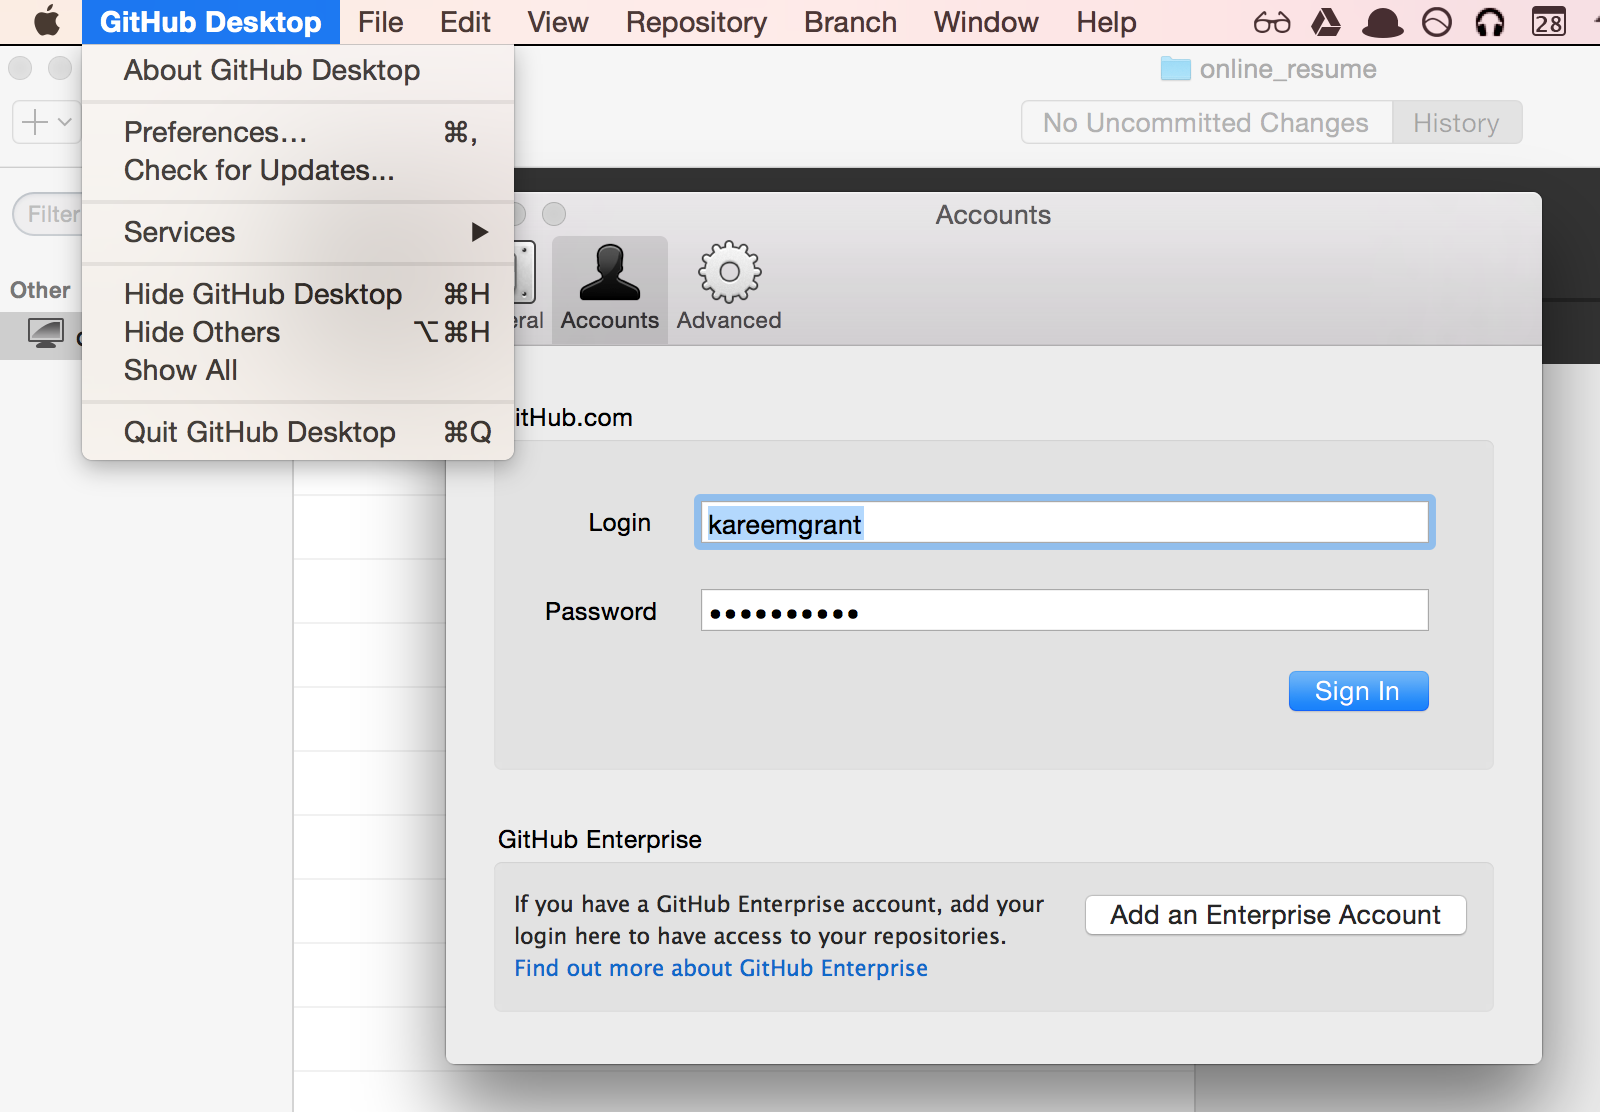 GitHub Desktop File Edit View Repository Branch Window Help 28
About GitHub Desktop
Preferences... ⌘,
Check for Updates...
Services ▶
Hide GitHub Desktop ⌘H
Hide Others ⌥⌘H
Show All
Quit GitHub Desktop ⌘Q
online_resume
No Uncommitted Changes History
Filter
Other
Accounts
Accounts Advanced
Login kareemgrant
Password ••••••••••
Sign In
GitHub Enterprise
If you have a GitHub Enterprise account, add your
login here to have access to your repositories.
Find out more about GitHub Enterprise
Add an Enterprise Account